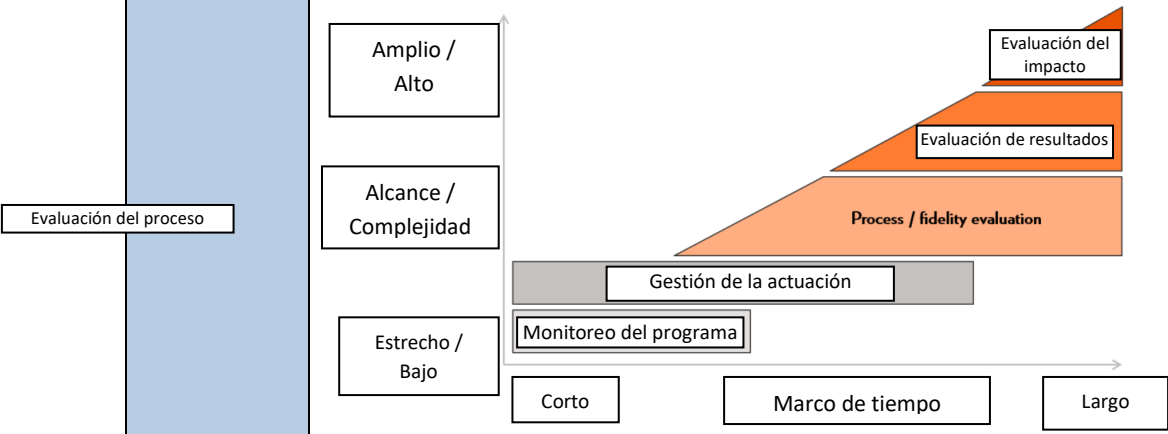 Amplio /
Alto
Evaluación del
impacto
Evaluación de resultados
Alcance /
Complejidad
Evaluación del proceso
Process / fidelity evaluation
Gestión de la actuación
Monitoreo del programa
Estrecho /
Bajo
Corto
Marco de tiempo
Largo